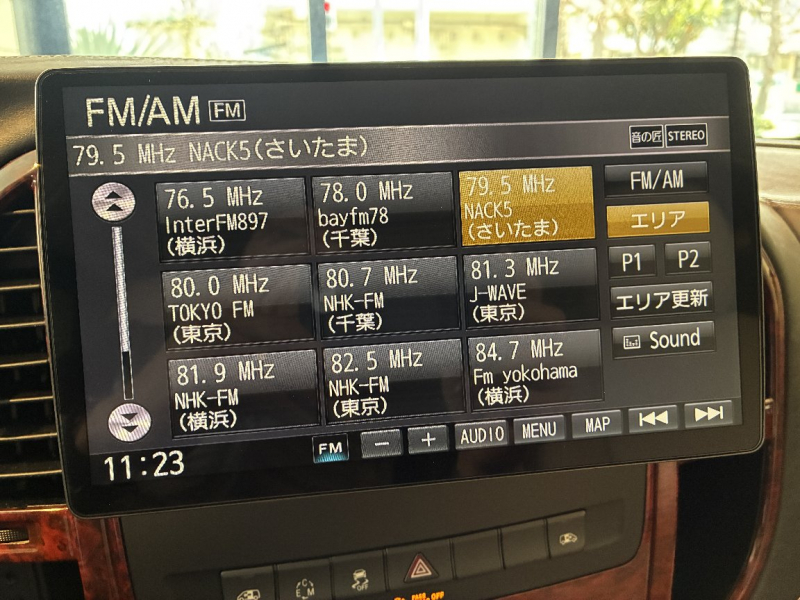 FM/AM FM
79.5 MHz NACK5(さいたま)
音の匠 STEREO
76.5 MHz
InterFM897
(横浜)
78.0 MHz
bayfm78
(千葉)
79.5 MHz
NACK5
(さいたま)
80.0 MHz
TOKYO FM
(東京)
80.7 MHz
NHK-FM
(千葉)
81.3 MHz
J-WAVE
(東京)
81.9 MHz
NHK-FM
(横浜)
82.5 MHz
NHK-FM
(東京)
84.7 MHz
Fm yokohama
(横浜)
FM/AM
エリア
P1 P2
エリア更新
Sound
11:23
FM − + AUDIO MENU MAP
C
E M
OFF
PASS
OFF